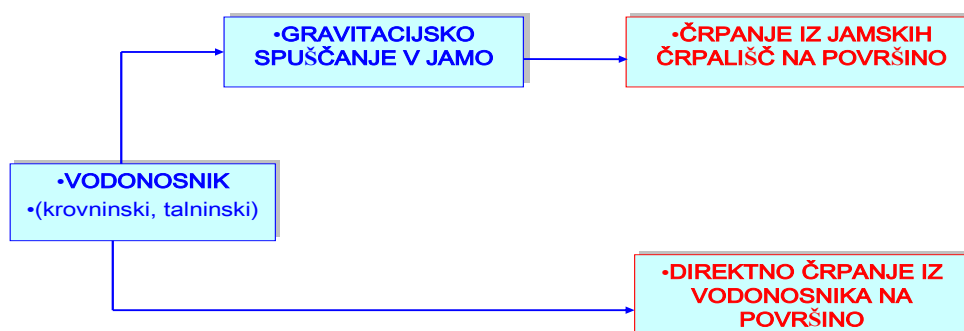 •GRAVITACIJSKO
SPUŠČANJE V JAMO
•ČRPANJE IZ JAMSKIH
ČRPALIŠČ NA POVRŠINO
•VODONOSNIK
•(krovninski, talninski)
•DIREKTNO ČRPANJE IZ
VODONOSNIKA NA
POVRŠINO